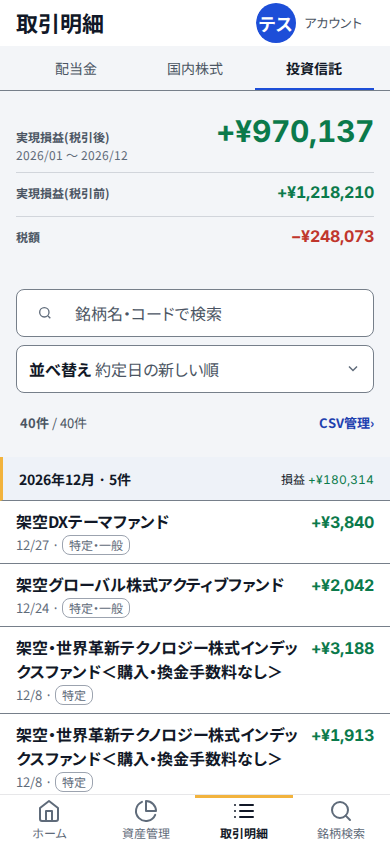 取引明細
テス アカウント
配当金 国内株式 投資信託
実現損益(税引後) +¥970,137
2026/01 〜 2026/12
実現損益(税引前) +¥1,218,210
税額 −¥248,073
銘柄名・コードで検索
並べ替え 約定日の新しい順
40件 / 40件 CSV管理›
2026年12月・5件 損益 +¥180,314
架空DXテーマファンド +¥3,840
12/27・特定・一般
架空グローバル株式アクティブファンド +¥2,042
12/24・特定・一般
架空・世界革新テクノロジー株式インデッ +¥3,188
クスファンド＜購入・換金手数料なし＞
12/8・特定
架空・世界革新テクノロジー株式インデッ +¥1,913
クスファンド＜購入・換金手数料なし＞
12/8・特定
ホーム 資産管理 取引明細 銘柄検索